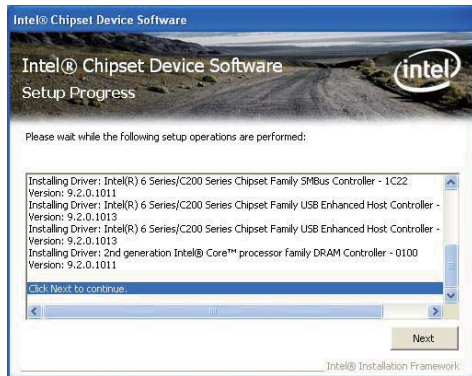 Intel® Chipset Device Software
Intel® Chipset Device Software
intel
Setup Progress
Please wait while the following setup operations are performed:
Installing Driver: Intel(R) 6 Series/C200 Series Chipset Family SMBus Controller - 1C22
Version: 9.2.0.1011
Installing Driver: Intel(R) 6 Series/C200 Series Chipset Family USB Enhanced Host Controller -
Version: 9.2.0.1013
Installing Driver: Intel(R) 6 Series/C200 Series Chipset Family USB Enhanced Host Controller -
Version: 9.2.0.1013
Installing Driver: 2nd generation Intel® Core™ processor family DRAM Controller - 0100
Version: 9.2.0.1011
Click Next to continue.
Next
Intel® Installation Framework